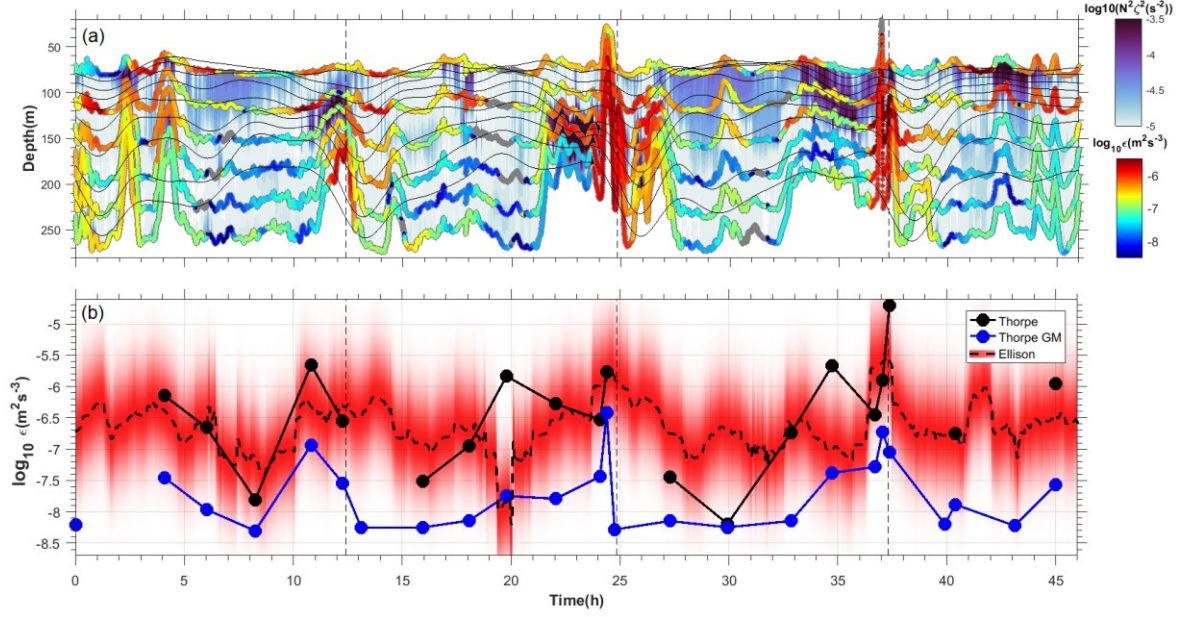 (a)
log10(N²ζ²(s⁻²))
-3.5
-4
-4.5
-5
50
100
150
200
250
Depth(m)
log₁₀ϵ(m²s⁻³)
-6
-7
-8
(b)
Thorpe
Thorpe GM
Ellison
-5
-5.5
-6
-6.5
-7
-7.5
-8
-8.5
log₁₀ ϵ(m²s⁻³)
0 5 10 15 20 25 30 35 40 45
Time(h)